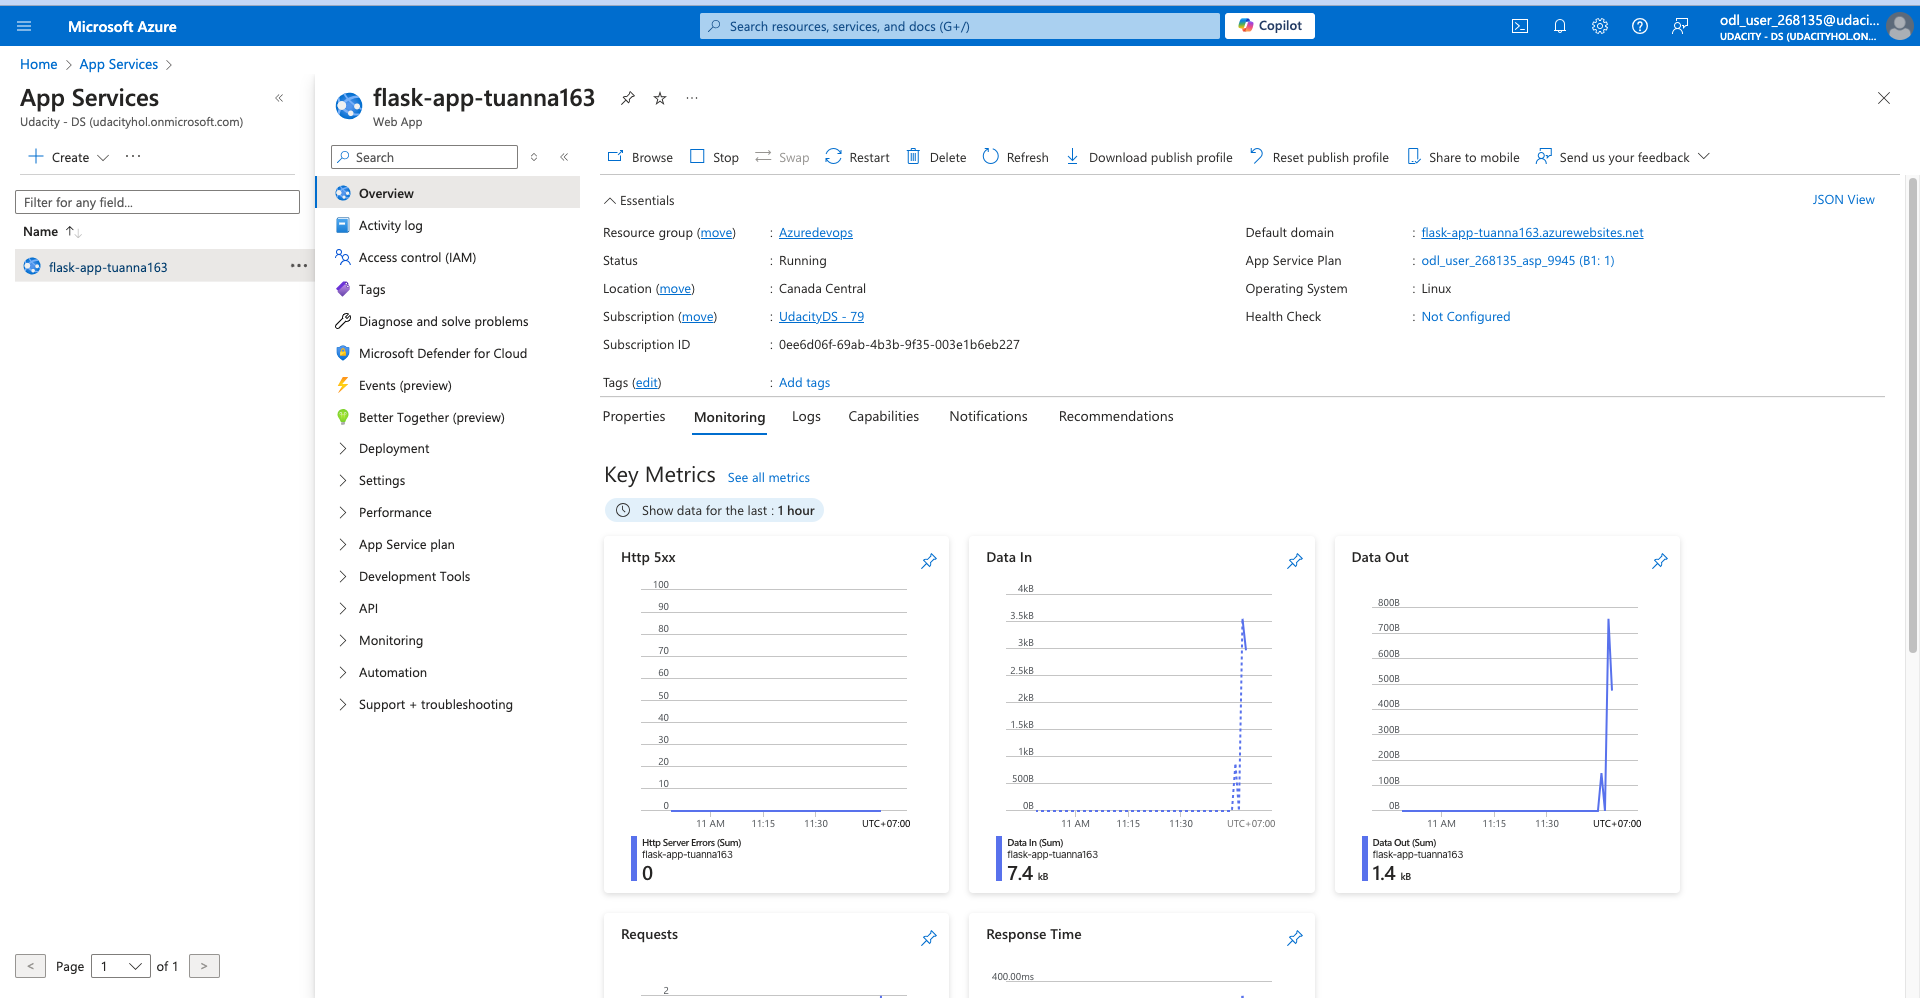 Microsoft Azure
Search resources, services, and docs (G+/)
Copilot
odl_user_268135@udaci...
UDACITY - DS (UDACITYHOL.ON...
Home > App Services >
App Services
Udacity - DS (udacityhol.onmicrosoft.com)
Create
Filter for any field...
Name
flask-app-tuanna163
< Page 1 of 1 >
flask-app-tuanna163
Web App
Search
Overview
Activity log
Access control (IAM)
Tags
Diagnose and solve problems
Microsoft Defender for Cloud
Events (preview)
Better Together (preview)
Deployment
Settings
Performance
App Service plan
Development Tools
API
Monitoring
Automation
Support + troubleshooting
Browse Stop Swap Restart Delete Refresh Download publish profile Reset publish profile Share to mobile Send us your feedback
Essentials
JSON View
Resource group (move) : Azuredevops
Status : Running
Location (move) : Canada Central
Subscription (move) : UdacityDS - 79
Subscription ID : 0ee6d06f-69ab-4b3b-9f35-003e1b6eb227
Default domain : flask-app-tuanna163.azurewebsites.net
App Service Plan : odl_user_268135_asp_9945 (B1: 1)
Operating System : Linux
Health Check : Not Configured
Tags (edit) : Add tags
Properties Monitoring Logs Capabilities Notifications Recommendations
Key Metrics See all metrics
Show data for the last : 1 hour
Http 5xx
100
90
80
70
60
50
40
30
20
10
0
11 AM 11:15 11:30 UTC+07:00
Http Server Errors (Sum)
flask-app-tuanna163
0
Data In
4kB
3.5kB
3kB
2.5kB
2kB
1.5kB
1kB
500B
0B
11 AM 11:15 11:30 UTC+07:00
Data In (Sum)
flask-app-tuanna163
7.4 kB
Data Out
800B
700B
600B
500B
400B
300B
200B
100B
0B
11 AM 11:15 11:30 UTC+07:00
Data Out (Sum)
flask-app-tuanna163
1.4 kB
Requests
2
Response Time
400.00ms